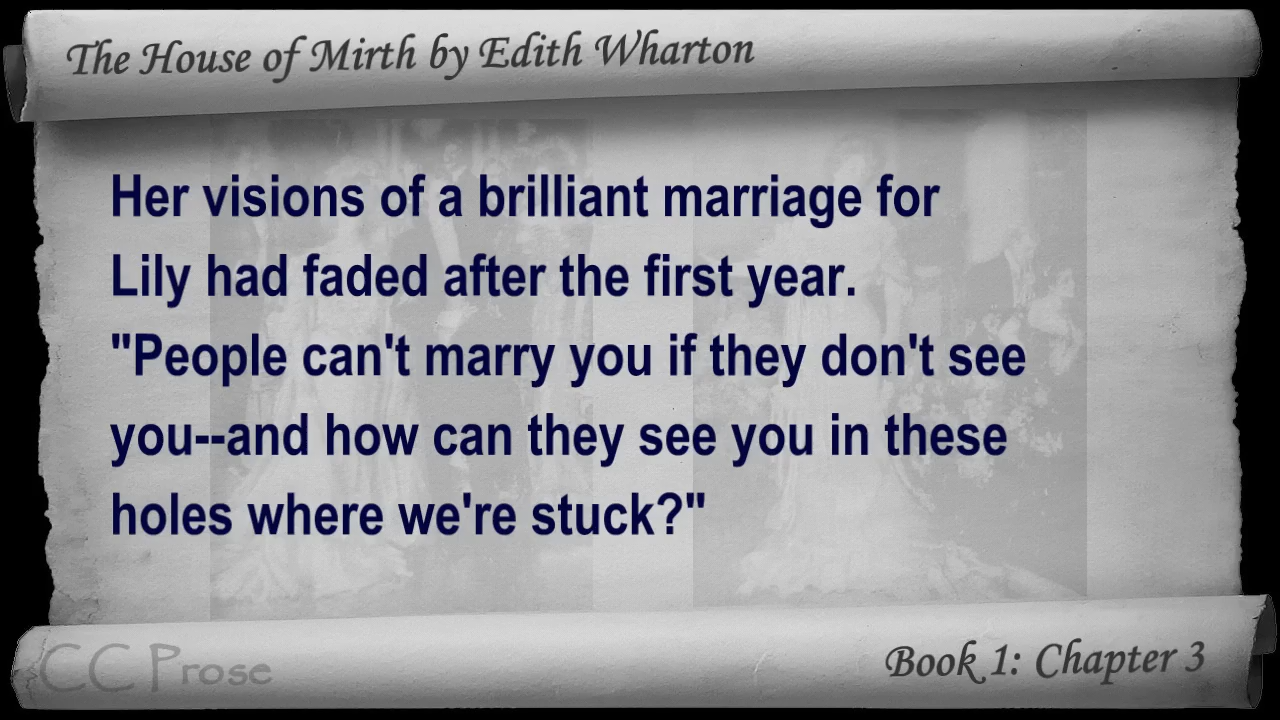 The House of Mirth by Edith Wharton
Her visions of a brilliant marriage for
Lily had faded after the first year.
"People can't marry you if they don't see
you--and how can they see you in these
holes where we're stuck?"
CC Prose
Book 1: Chapter 3